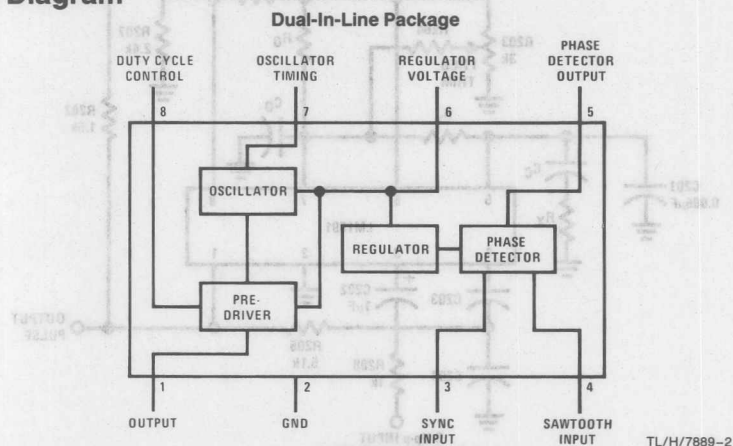 Diagram
Dual-In-Line Package
DUTY CYCLE
CONTROL
OSCILLATOR
TIMING
REGULATOR
VOLTAGE
PHASE
DETECTOR
OUTPUT
8
7
6
5
OSCILLATOR
REGULATOR
PHASE
DETECTOR
PRE-
DRIVER
1
2
3
4
OUTPUT
GND
SYNC
INPUT
SAWTOOTH
INPUT
TL/H/7889-2